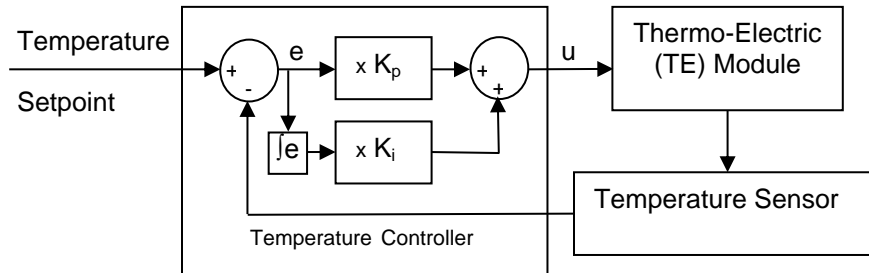 Temperature
Setpoint
+
-
e
x Kp
∫e
x Ki
+
+
u
Thermo-Electric
(TE) Module
Temperature Sensor
Temperature Controller